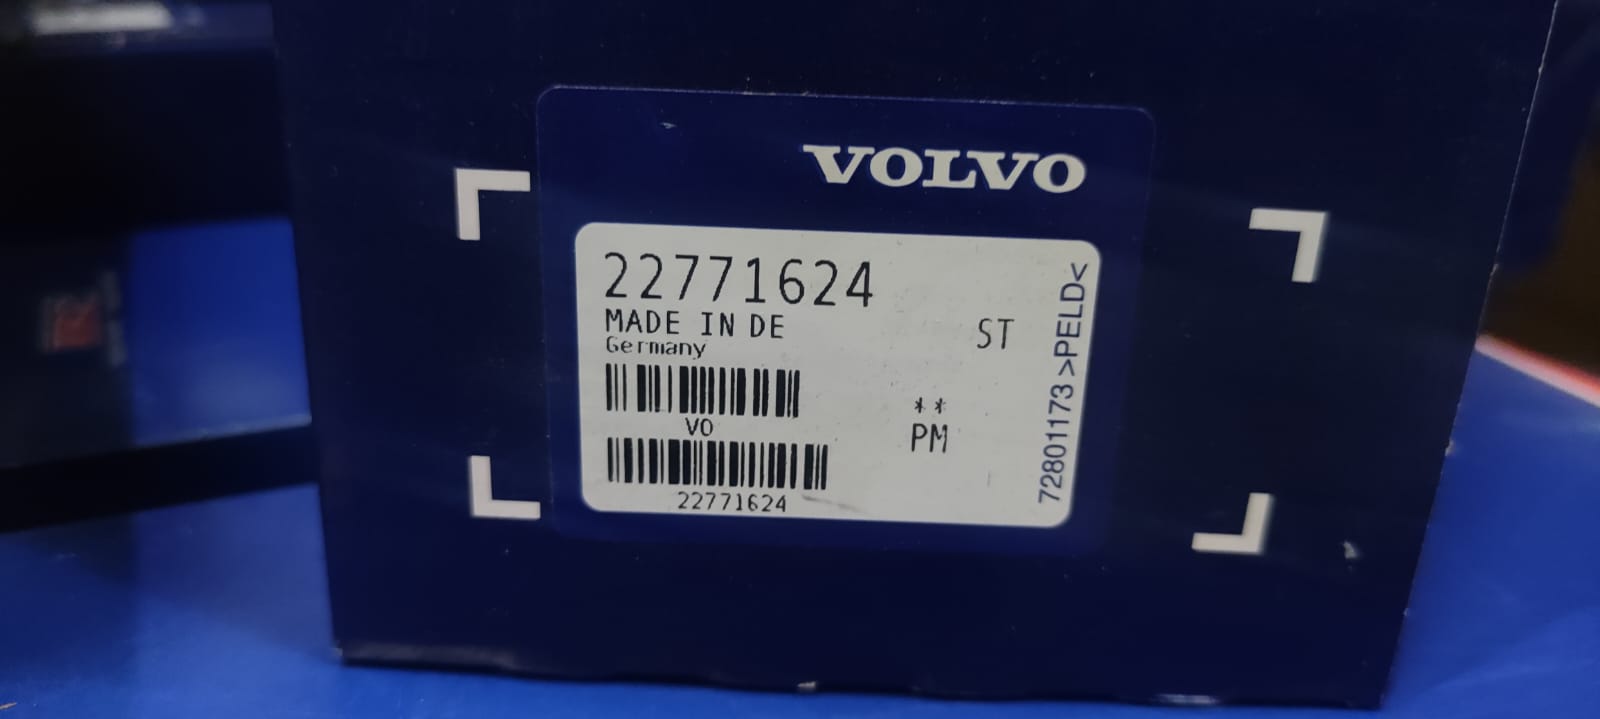 VOLVO
22771624
MADE IN DE
Germany
ST
VO
**
PM
22771624
72801173 >PELD<